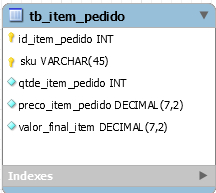 tb_item_pedido
id_item_pedido INT
sku VARCHAR(45)
qtde_item_pedido INT
preco_item_pedido DECIMAL(7,2)
valor_final_item DECIMAL(7,2)
Indexes